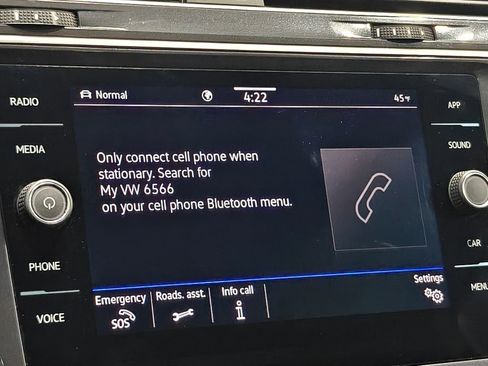 RADIO
MEDIA
PHONE
VOICE
Normal
4:22
45°F
Only connect cell phone when
stationary. Search for
My VW 6566
on your cell phone Bluetooth menu.
Settings
Emergency
SOS
Roads. asst.
Info call
APP
SOUND
CAR
MENU